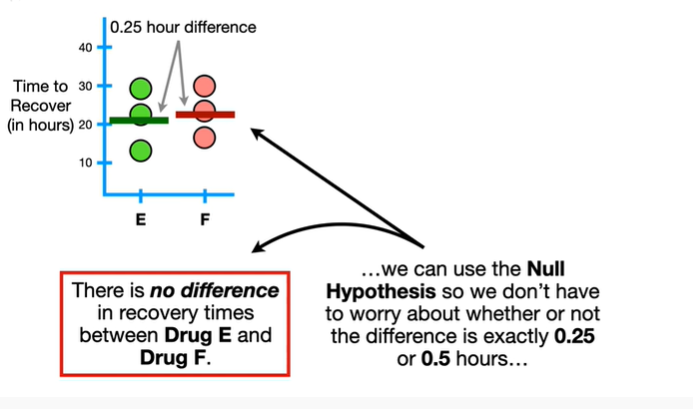 0.25 hour difference
40
30
20
10
Time to
Recover
(in hours)
E
F
There is no difference
in recovery times
between Drug E and
Drug F.
…we can use the Null
Hypothesis so we don't have
to worry about whether or not
the difference is exactly 0.25
or 0.5 hours…